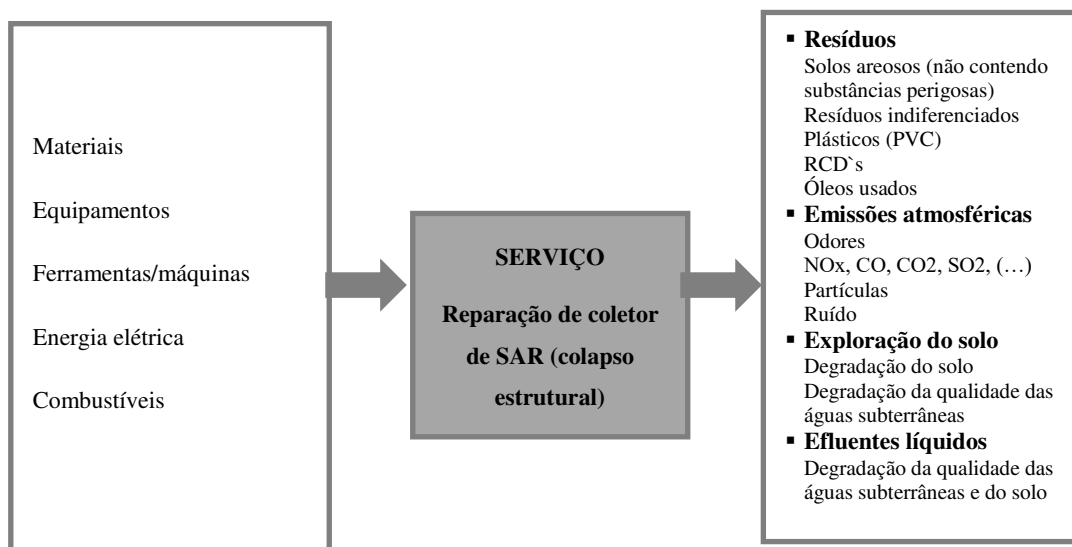 Materiais
Equipamentos
Ferramentas/máquinas
Energia elétrica
Combustíveis
SERVIÇO
Reparação de coletor
de SAR (colapso
estrutural)
▪ Resíduos
Solos areosos (não contendo
substâncias perigosas)
Resíduos indiferenciados
Plásticos (PVC)
RCD`s
Óleos usados
▪ Emissões atmosféricas
Odores
NOx, CO, CO2, SO2, (…)
Partículas
Ruído
▪ Exploração do solo
Degradação do solo
Degradação da qualidade das
águas subterrâneas
▪ Efluentes líquidos
Degradação da qualidade das
águas subterrâneas e do solo